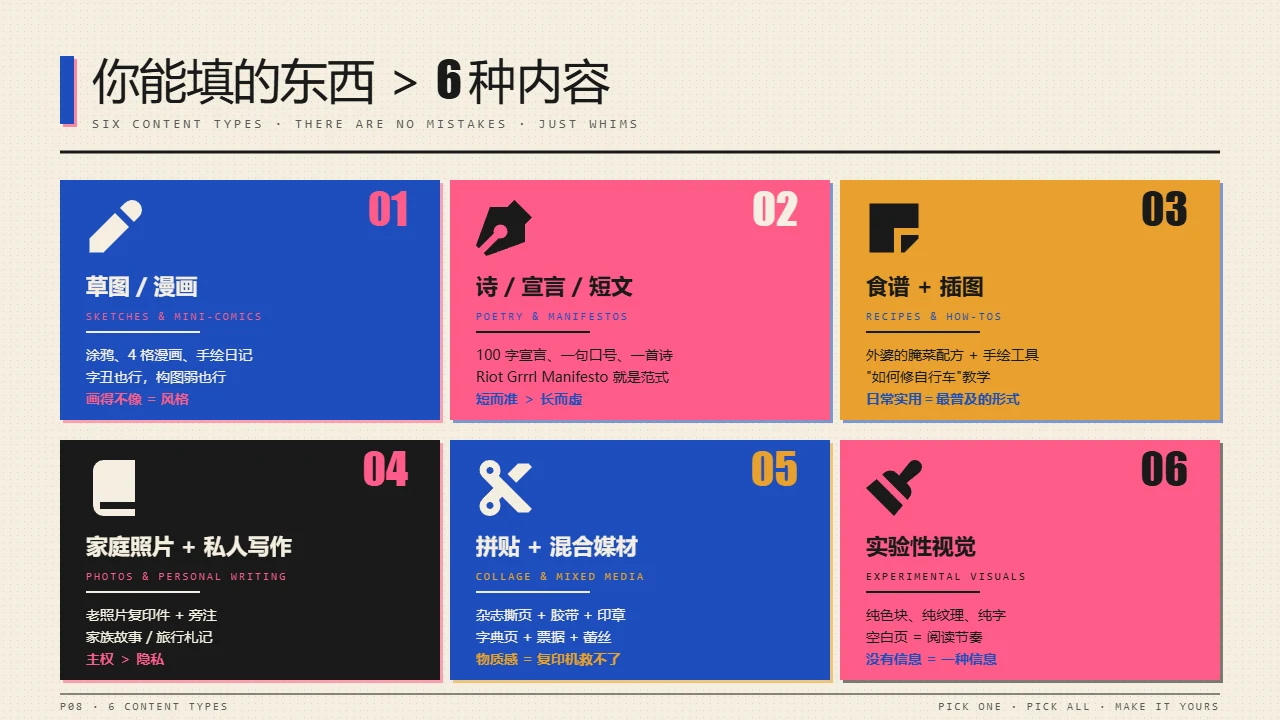 你能填的东西 > 6 种内容
SIX CONTENT TYPES · THERE ARE NO MISTAKES · JUST WHIMS
01
草图 / 漫画
SKETCHES & MINI-COMICS
涂鸦、4 格漫画、手绘日记
字丑也行，构图弱也行
画得不像 = 风格
02
诗 / 宣言 / 短文
POETRY & MANIFESTOS
100 字宣言、一句口号、一首诗
Riot Grrrl Manifesto 就是范式
短而准 > 长而虚
03
食谱 + 插图
RECIPES & HOW-TOS
外婆的腌菜配方 + 手绘工具
"如何修自行车"教学
日常实用 = 最普及的形式
04
家庭照片 + 私人写作
PHOTOS & PERSONAL WRITING
老照片复印件 + 旁注
家族故事 / 旅行札记
主权 > 隐私
05
拼贴 + 混合媒材
COLLAGE & MIXED MEDIA
杂志撕页 + 胶带 + 印章
字典页 + 票据 + 蕾丝
物质感 = 复印机救不了
06
实验性视觉
EXPERIMENTAL VISUALS
纯色块、纯纹理、纯字
空白页 = 阅读节奏
没有信息 = 一种信息
P08 · 6 CONTENT TYPES
PICK ONE · PICK ALL · MAKE IT YOURS